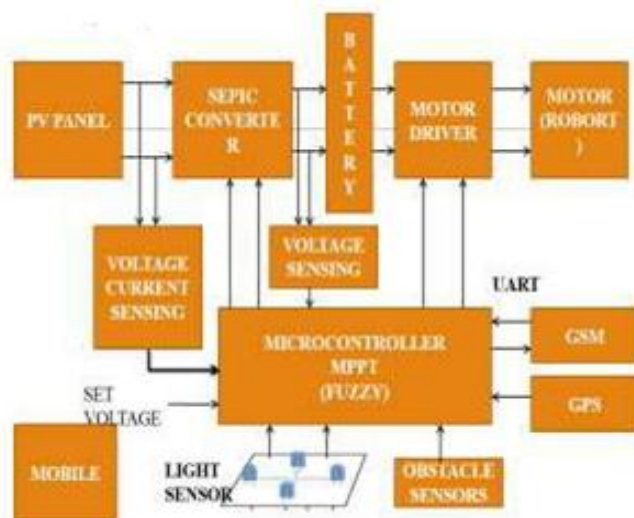 BATTERY
PV PANEL
SEPIC
CONVERTE
R
MOTOR
DRIVER
MOTOR
(ROBORT
)
VOLTAGE
CURRENT
SENSING
VOLTAGE
SENSING
UART
MICROCONTROLLER
MPPT
(FUZZY)
GSM
GPS
SET
VOLTAGE
MOBILE
LIGHT
SENSOR
OBSTACLE
SENSORS